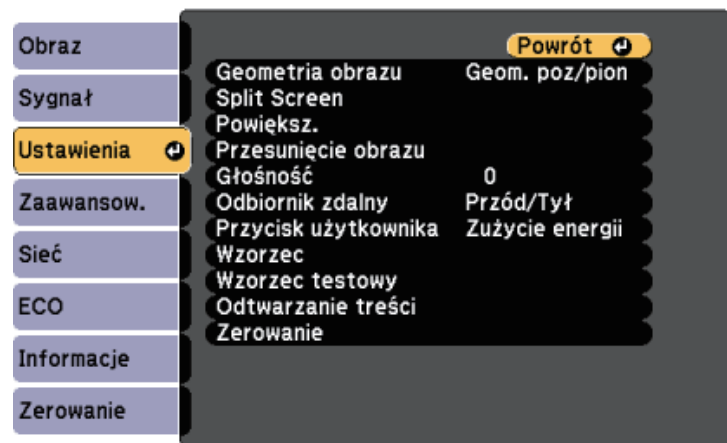 Obraz
Sygnał
Ustawienia
Zaawansow.
Sieć
ECO
Informacje
Zerowanie
Powrót
Geometria obrazu Geom. poz/pion
Split Screen
Powiększ.
Przesunięcie obrazu
Głośność 0
Odbiornik zdalny Przód/Tył
Przycisk użytkownika Zużycie energii
Wzorzec
Wzorzec testowy
Odtwarzanie treści
Zerowanie